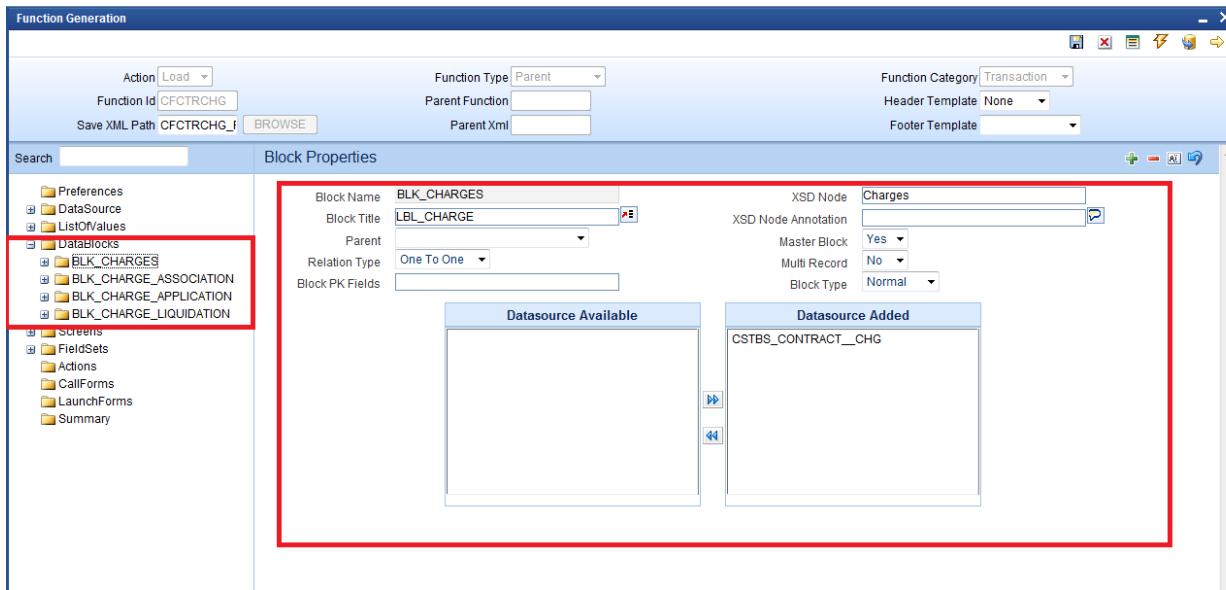 Function Generation
Action Load Function Type Parent Function Category Transaction
Function Id CFCTRCHG Parent Function Header Template None
Save XML Path CFCTRCHG_F BROWSE Parent Xml Footer Template
Search Block Properties
Preferences
DataSource
ListOfValues
DataBlocks
BLK_CHARGES
BLK_CHARGE_ASSOCIATION
BLK_CHARGE_APPLICATION
BLK_CHARGE_LIQUIDATION
Screens
FieldSets
Actions
CallForms
LaunchForms
Summary
Block Name BLK_CHARGES XSD Node Charges
Block Title LBL_CHARGE XSD Node Annotation
Parent Master Block Yes
Relation Type One To One Multi Record No
Block PK Fields Block Type Normal
Datasource Available Datasource Added
CSTBS_CONTRACT__CHG